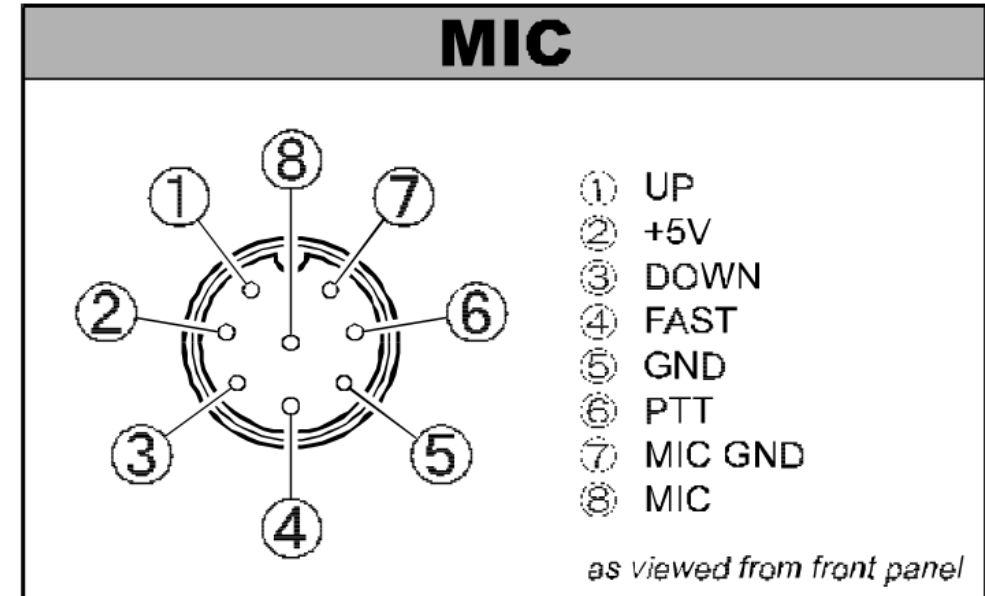 MIC
8
1
7
2
6
3
5
4
① UP
② +5V
③ DOWN
④ FAST
⑤ GND
⑥ PTT
⑦ MIC GND
⑧ MIC
as viewed from front panel